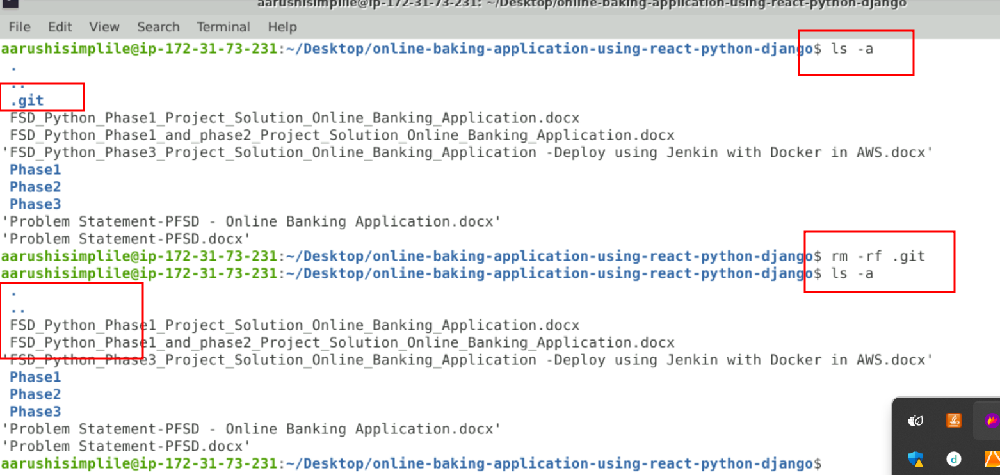 aarushisimplile@ip-172-31-73-231: ~/Desktop/online-baking-application-using-react-python-django
File Edit View Search Terminal Help
aarushisimplile@ip-172-31-73-231:~/Desktop/online-baking-application-using-react-python-django$ ls -a
.
..
.git
FSD_Python_Phase1_Project_Solution_Online_Banking_Application.docx
FSD_Python_Phase1_and_phase2_Project_Solution_Online_Banking_Application.docx
'FSD_Python_Phase3_Project_Solution_Online_Banking_Application -Deploy using Jenkin with Docker in AWS.docx'
Phase1
Phase2
Phase3
'Problem Statement-PFSD - Online Banking Application.docx'
'Problem Statement-PFSD.docx'
aarushisimplile@ip-172-31-73-231:~/Desktop/online-baking-application-using-react-python-django$ rm -rf .git
aarushisimplile@ip-172-31-73-231:~/Desktop/online-baking-application-using-react-python-django$ ls -a
.
..
FSD_Python_Phase1_Project_Solution_Online_Banking_Application.docx
FSD_Python_Phase1_and_phase2_Project_Solution_Online_Banking_Application.docx
'FSD_Python_Phase3_Project_Solution_Online_Banking_Application -Deploy using Jenkin with Docker in AWS.docx'
Phase1
Phase2
Phase3
'Problem Statement-PFSD - Online Banking Application.docx'
'Problem Statement-PFSD.docx'
aarushisimplile@ip-172-31-73-231:~/Desktop/online-baking-application-using-react-python-django$
d